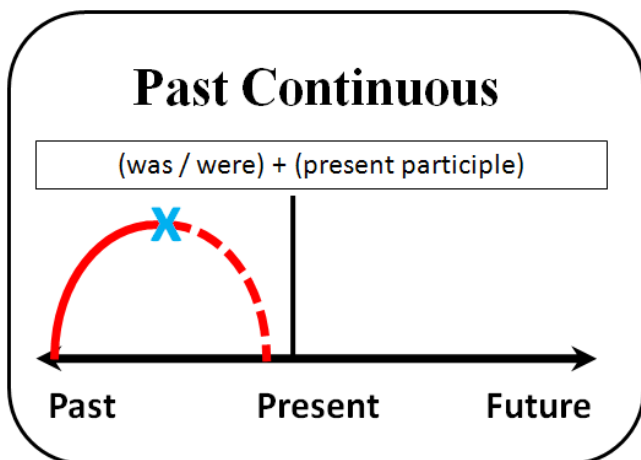 Past Continuous
(was / were) + (present participle)
X
Past Present Future